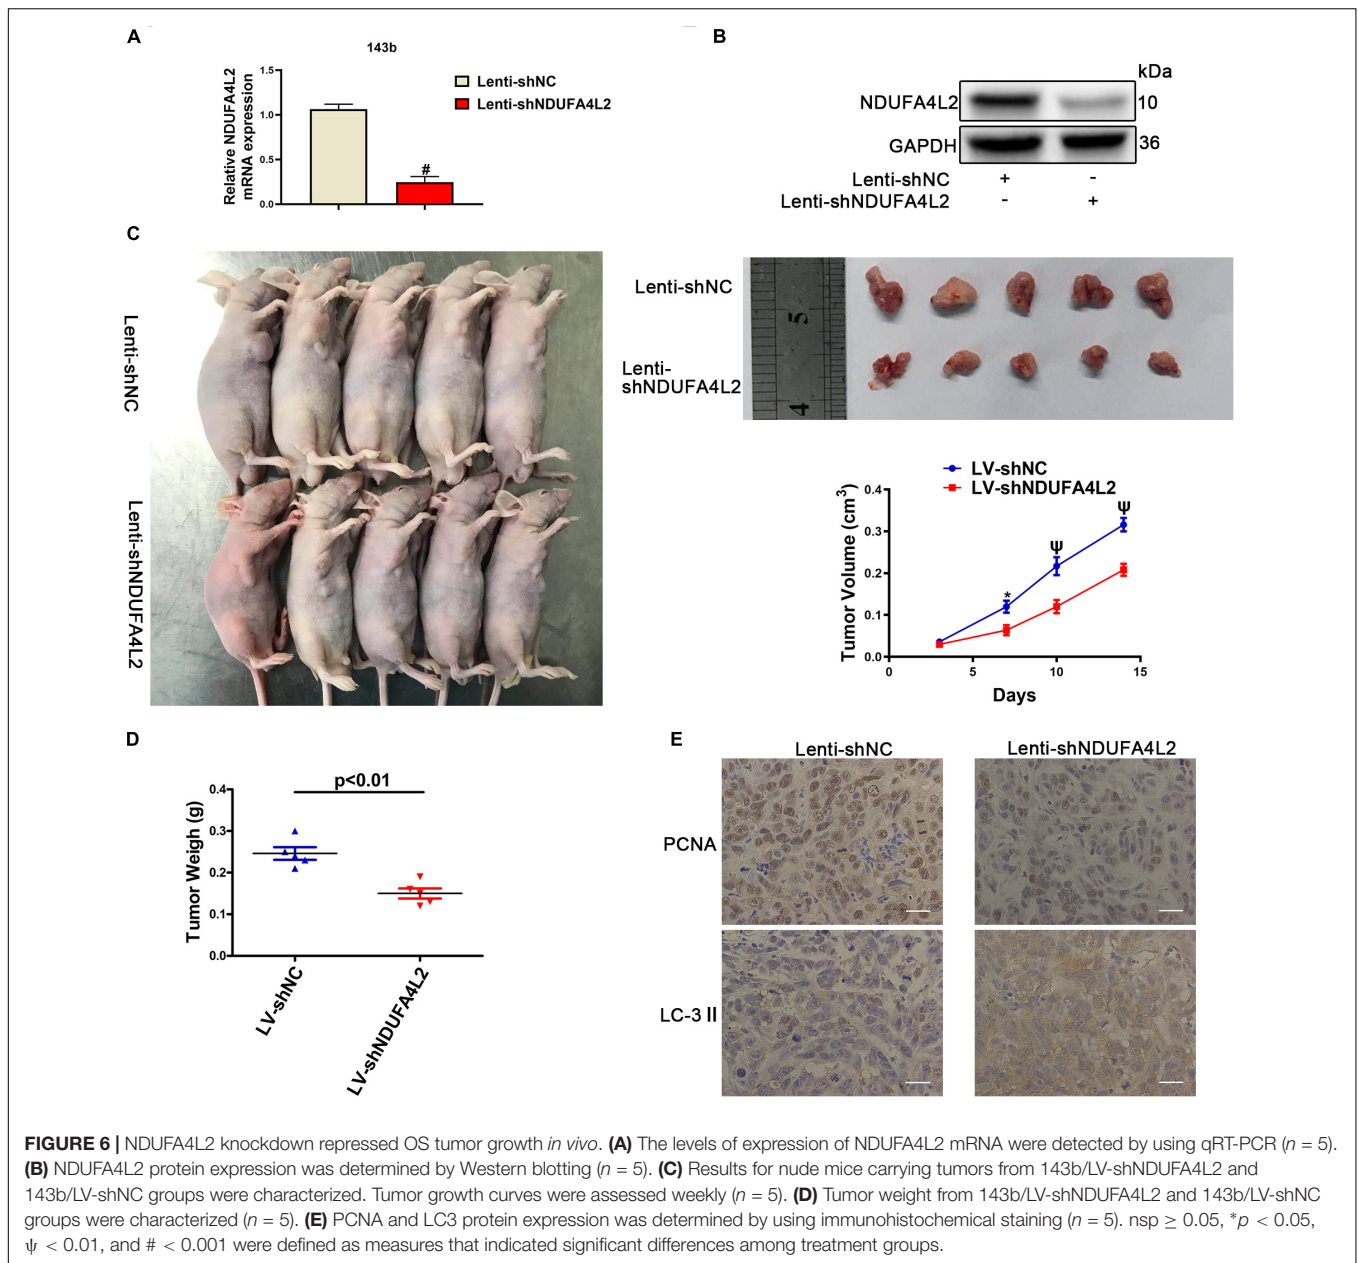 A
143b
Relative NDUFA4L2
mRNA expression
1.5
1.0
0.5
0.0
#
Lenti-shNC
Lenti-shNDUFA4L2
B
kDa
NDUFA4L2
10
GAPDH
36
Lenti-shNC + -
Lenti-shNDUFA4L2 - +
C
Lenti-shNC
Lenti-shNDUFA4L2
Lenti-shNC
Lenti-
shNDUFA4L2
5
4
LV-shNC
LV-shNDUFA4L2
Tumor Volume (cm³)
0.4
0.3
0.2
0.1
0.0
*
ψ
ψ
0 5 10 15
Days
D
p<0.01
Tumor Weigh (g)
0.4
0.3
0.2
0.1
0.0
LV-shNC
LV-shNDUFA4L2
E
Lenti-shNC Lenti-shNDUFA4L2
PCNA
LC-3 II
FIGURE 6 | NDUFA4L2 knockdown repressed OS tumor growth in vivo. (A) The levels of expression of NDUFA4L2 mRNA were detected by using qRT-PCR (n = 5).
(B) NDUFA4L2 protein expression was determined by Western blotting (n = 5). (C) Results for nude mice carrying tumors from 143b/LV-shNDUFA4L2 and
143b/LV-shNC groups were characterized. Tumor growth curves were assessed weekly (n = 5). (D) Tumor weight from 143b/LV-shNDUFA4L2 and 143b/LV-shNC
groups were characterized (n = 5). (E) PCNA and LC3 protein expression was determined by using immunohistochemical staining (n = 5). nsp ≥ 0.05, *p < 0.05,
ψ < 0.01, and # < 0.001 were defined as measures that indicated significant differences among treatment groups.